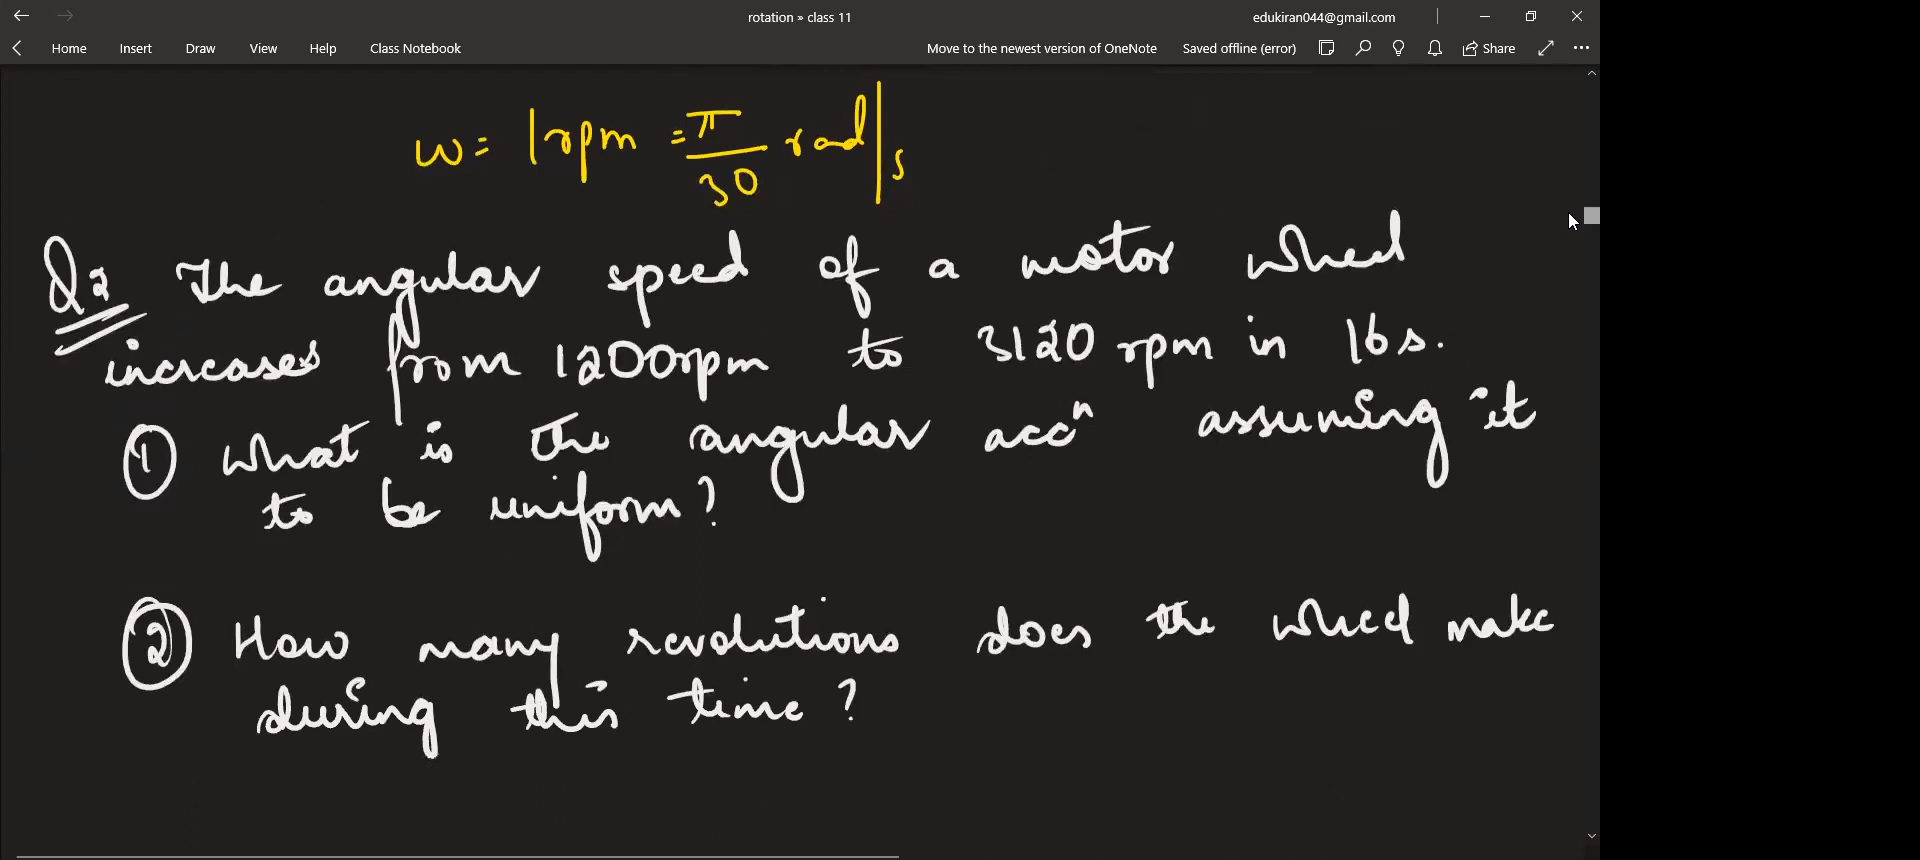 rotation » class 11
edukiran044@gmail.com
Home Insert Draw View Help Class Notebook Move to the newest version of OneNote Saved offline (error) Share
ω = 1rpm = π/30 rad/s
Q2 The angular speed of a motor wheel
increases from 1200rpm to 3120 rpm in 16s.
① What is the angular accⁿ assuming it
to be uniform?
② How many revolutions does the wheel make
during this time?